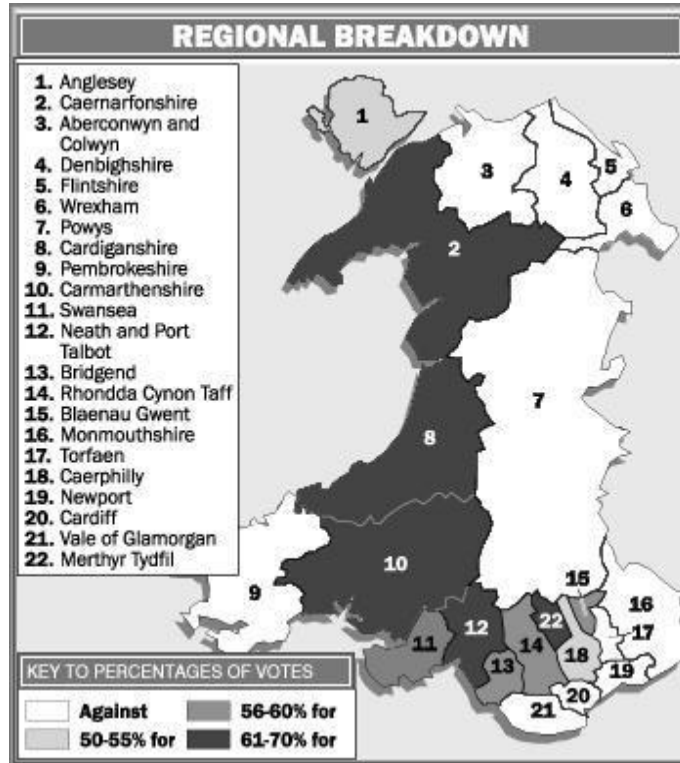 REGIONAL BREAKDOWN
1. Anglesey
2. Caernarfonshire
3. Aberconwyn and
Colwyn
4. Denbighshire
5. Flintshire
6. Wrexham
7. Powys
8. Cardiganshire
9. Pembrokeshire
10. Carmarthenshire
11. Swansea
12. Neath and Port
Talbot
13. Bridgend
14. Rhondda Cynon Taff
15. Blaenau Gwent
16. Monmouthshire
17. Torfaen
18. Caerphilly
19. Newport
20. Cardiff
21. Vale of Glamorgan
22. Merthyr Tydfil
1
3
4
5
6
2
7
8
10
9
15
16
11
12
14
22
18
17
13
19
20
21
KEY TO PERCENTAGES OF VOTES
Against
56-60% for
50-55% for
61-70% for